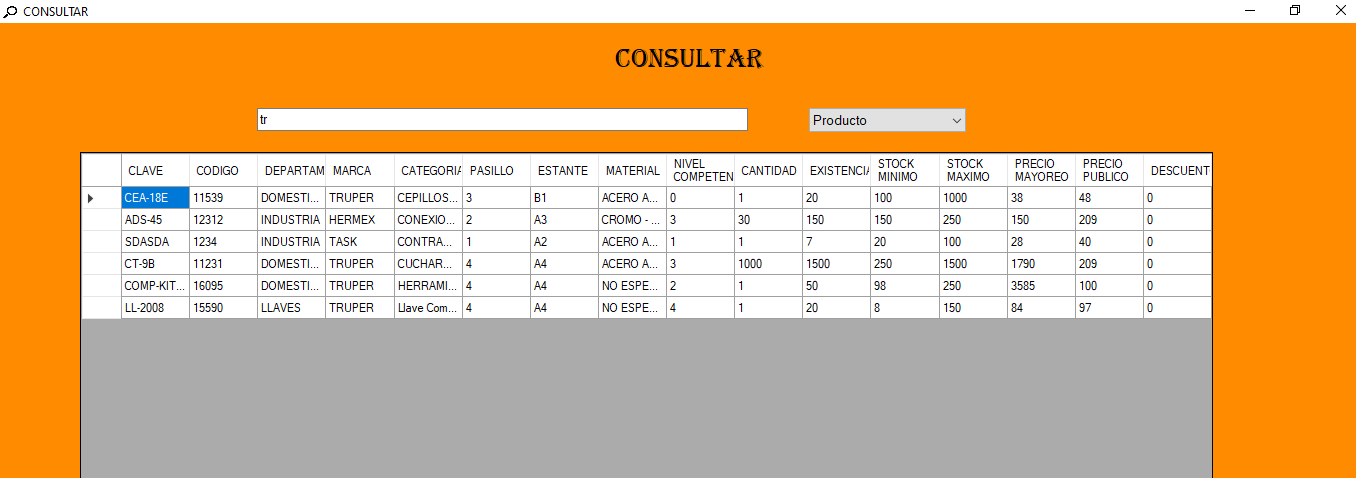 CONSULTAR
CONSULTAR
tr Producto
CLAVE CODIGO DEPARTAM MARCA CATEGORIA PASILLO ESTANTE MATERIAL NIVEL COMPETEN CANTIDAD EXISTENCIA STOCK MINIMO STOCK MAXIMO PRECIO MAYOREO PRECIO PUBLICO DESCUENT
CEA-18E 11539 DOMESTI... TRUPER CEPILLOS... 3 B1 ACERO A... 0 1 20 100 1000 38 48 0
ADS-45 12312 INDUSTRIA HERMEX CONEXIO... 2 A3 CROMO - ... 3 30 150 150 250 150 209 0
SDASDA 1234 INDUSTRIA TASK CONTRA... 1 A2 ACERO A... 1 1 7 20 100 28 40 0
CT-9B 11231 DOMESTI... TRUPER CUCHAR... 4 A4 ACERO A... 3 1000 1500 250 1500 1790 209 0
COMP-KIT... 16095 DOMESTI... TRUPER HERRAMI... 4 A4 NO ESPE... 2 1 50 98 250 3585 100 0
LL-2008 15590 LLAVES TRUPER Llave Com... 4 A4 NO ESPE... 4 1 20 8 150 84 97 0